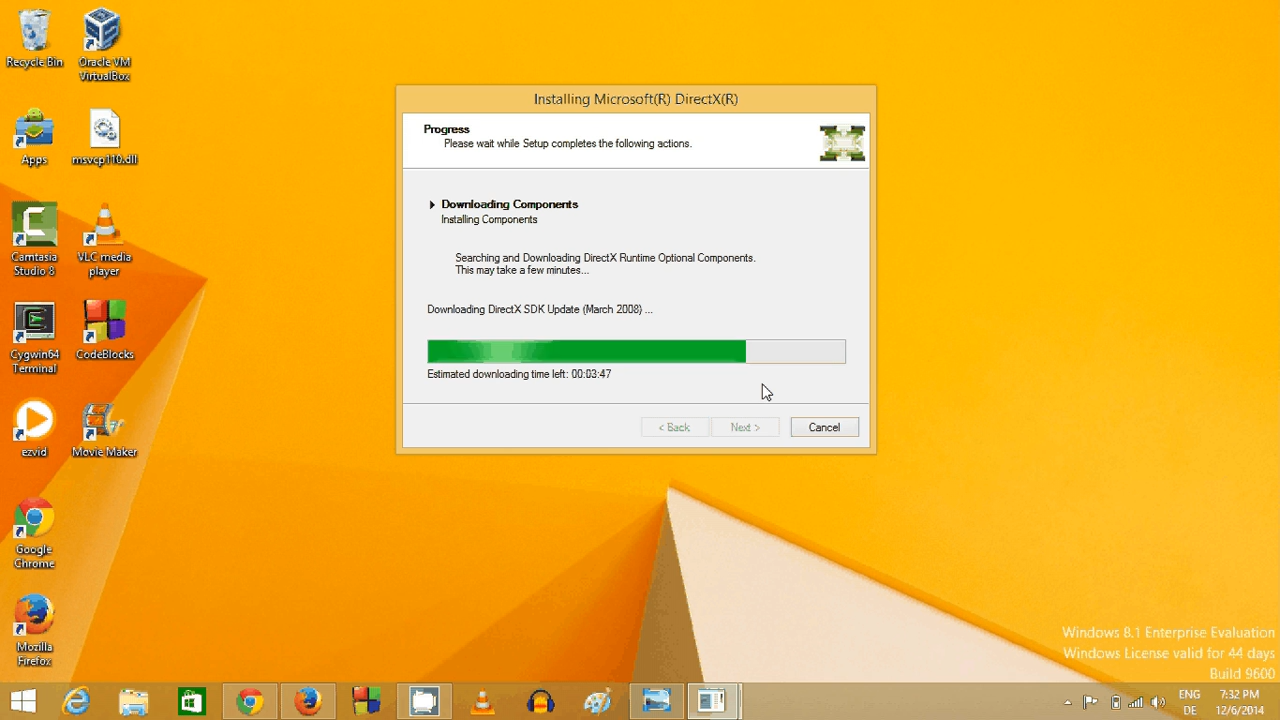 Recycle Bin
Oracle VM
VirtualBox
Apps
msvcp110.dll
Camtasia
Studio 8
VLC media
player
Cygwin64
Terminal
CodeBlocks
ezvid
Movie Maker
Google
Chrome
Mozilla
Firefox
Installing Microsoft(R) DirectX(R)
Progress
Please wait while Setup completes the following actions.
Downloading Components
Installing Components
Searching and Downloading DirectX Runtime Optional Components.
This may take a few minutes...
Downloading DirectX SDK Update (March 2008) ...
Estimated downloading time left: 00:03:47
< Back
Next >
Cancel
Windows 8.1 Enterprise Evaluation
Windows License valid for 44 days
Build 9600
ENG
DE
7:32 PM
12/6/2014